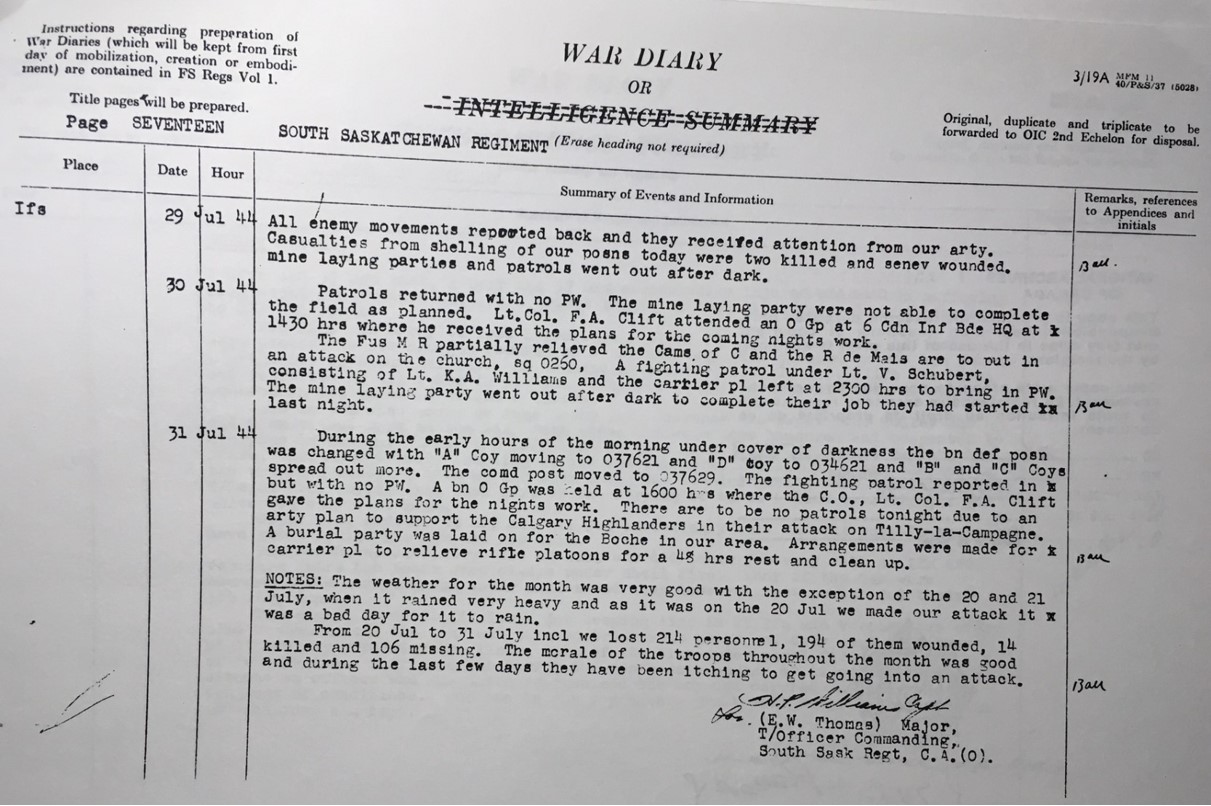 Instructions regarding preperation of
War Diaries (which will be kept from first
day of mobilization, creation or embodi-
ment) are contained in FS Regs Vol 1.
Title pages will be prepared.
WAR DIARY
OR
INTELLIGENCE SUMMARY
(Erase heading not required)
3/19A MFM 11
40/P&S/37 (5028)
Original, duplicate and triplicate to be
forwarded to OIC 2nd Echelon for disposal.
Page SEVENTEEN
SOUTH SASKATCHEWAN REGIMENT
Place Date Hour Summary of Events and Information Remarks, references
to Appendices and
initials
Ifs 29 Jul 44 All enemy movements reported back and they received attention from our arty.
Casualties from shelling of our posns today were two killed and senev wounded.
mine laying parties and patrols went out after dark.
30 Jul 44 Patrols returned with no PW. The mine laying party were not able to complete
the field as planned. Lt.Col. F.A. Clift attended an O Gp at 6 Cdn Inf Bde HQ at x
1430 hrs where he received the plans for the coming nights work.
The Fus M R partially relieved the Cams of C and the R de Mais are to put in
an attack on the church, sq 0260, A fighting patrol under Lt. V. Schubert,
consisting of Lt. K.A. Williams and the carrier pl left at 2300 hrs to bring in PW.
The mine laying party went out after dark to complete their job they had started xx
last night.
31 Jul 44 During the early hours of the morning under cover of darkness the bn def posn
was changed with "A" Coy moving to 037621 and "D" Coy to 034621 and "B" and "C" Coys
spread out more. The comd post moved to 037629. The fighting patrol reported in x
but with no PW. A bn O Gp was held at 1600 hrs where the C.O., Lt. Col. F.A. Clift
gave the plans for the nights work. There are to be no patrols tonight due to an
arty plan to support the Calgary Highlanders in their attack on Tilly-la-Campagne.
A burial party was laid on for the Boche in our area. Arrangements were made for x
carrier pl to relieve rifle platoons for a 48 hrs rest and clean up.
NOTES: The weather for the month was very good with the exception of the 20 and 21
July, when it rained very heavy and as it was on the 20 Jul we made our attack it x
was a bad day for it to rain.
From 20 Jul to 31 July incl we lost 214 personnel, 194 of them wounded, 14
killed and 106 missing. The morale of the troops throughout the month was good
and during the last few days they have been itching to get going into an attack.
H.P. Williams Capt
for. (E.W. Thomas) Major,
T/Officer Commanding,
South Sask Regt, C.A.(O).